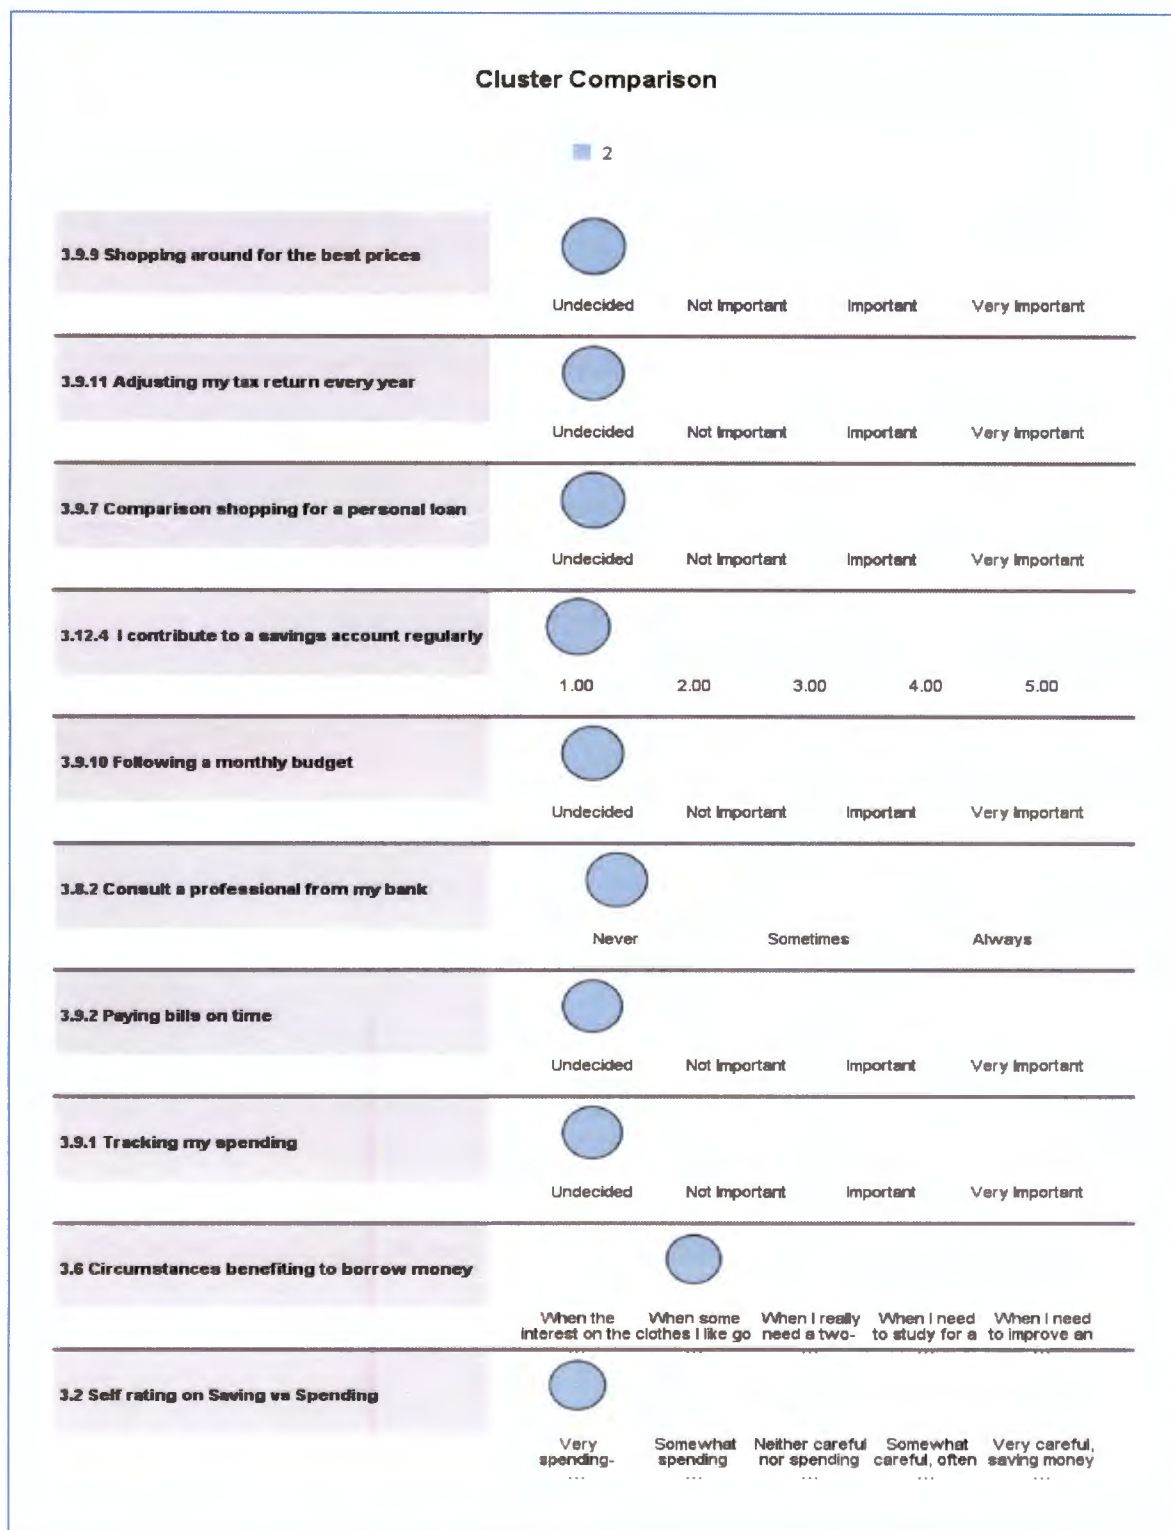 Cluster Comparison
2
3.9.9 Shopping around for the best prices
Undecided Not Important Important Very Important
3.9.11 Adjusting my tax return every year
Undecided Not Important Important Very Important
3.9.7 Comparison shopping for a personal loan
Undecided Not Important Important Very Important
3.12.4 I contribute to a savings account regularly
1.00 2.00 3.00 4.00 5.00
3.9.10 Following a monthly budget
Undecided Not Important Important Very Important
3.8.2 Consult a professional from my bank
Never Sometimes Always
3.9.2 Paying bills on time
Undecided Not Important Important Very Important
3.9.1 Tracking my spending
Undecided Not Important Important Very Important
3.6 Circumstances benefiting to borrow money
When the When some When I really When I need When I need
interest on the clothes I like go need a two- to study for a to improve an
... ... ... ... ...
3.2 Self rating on Saving vs Spending
Very Somewhat Neither careful Somewhat Very careful,
spending- spending nor spending careful, often saving money
... ... ... ... ...